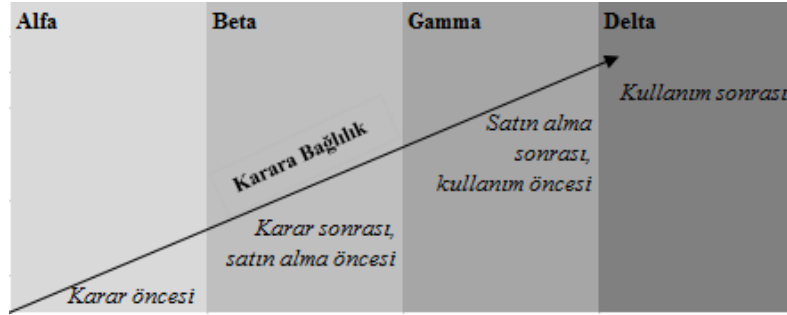 Alfa
Beta
Gamma
Delta
Kullanım sonrası
Satın alma
sonrası,
kullanım öncesi
Karara Bağlılık
Karar sonrası,
satın alma öncesi
Karar öncesi